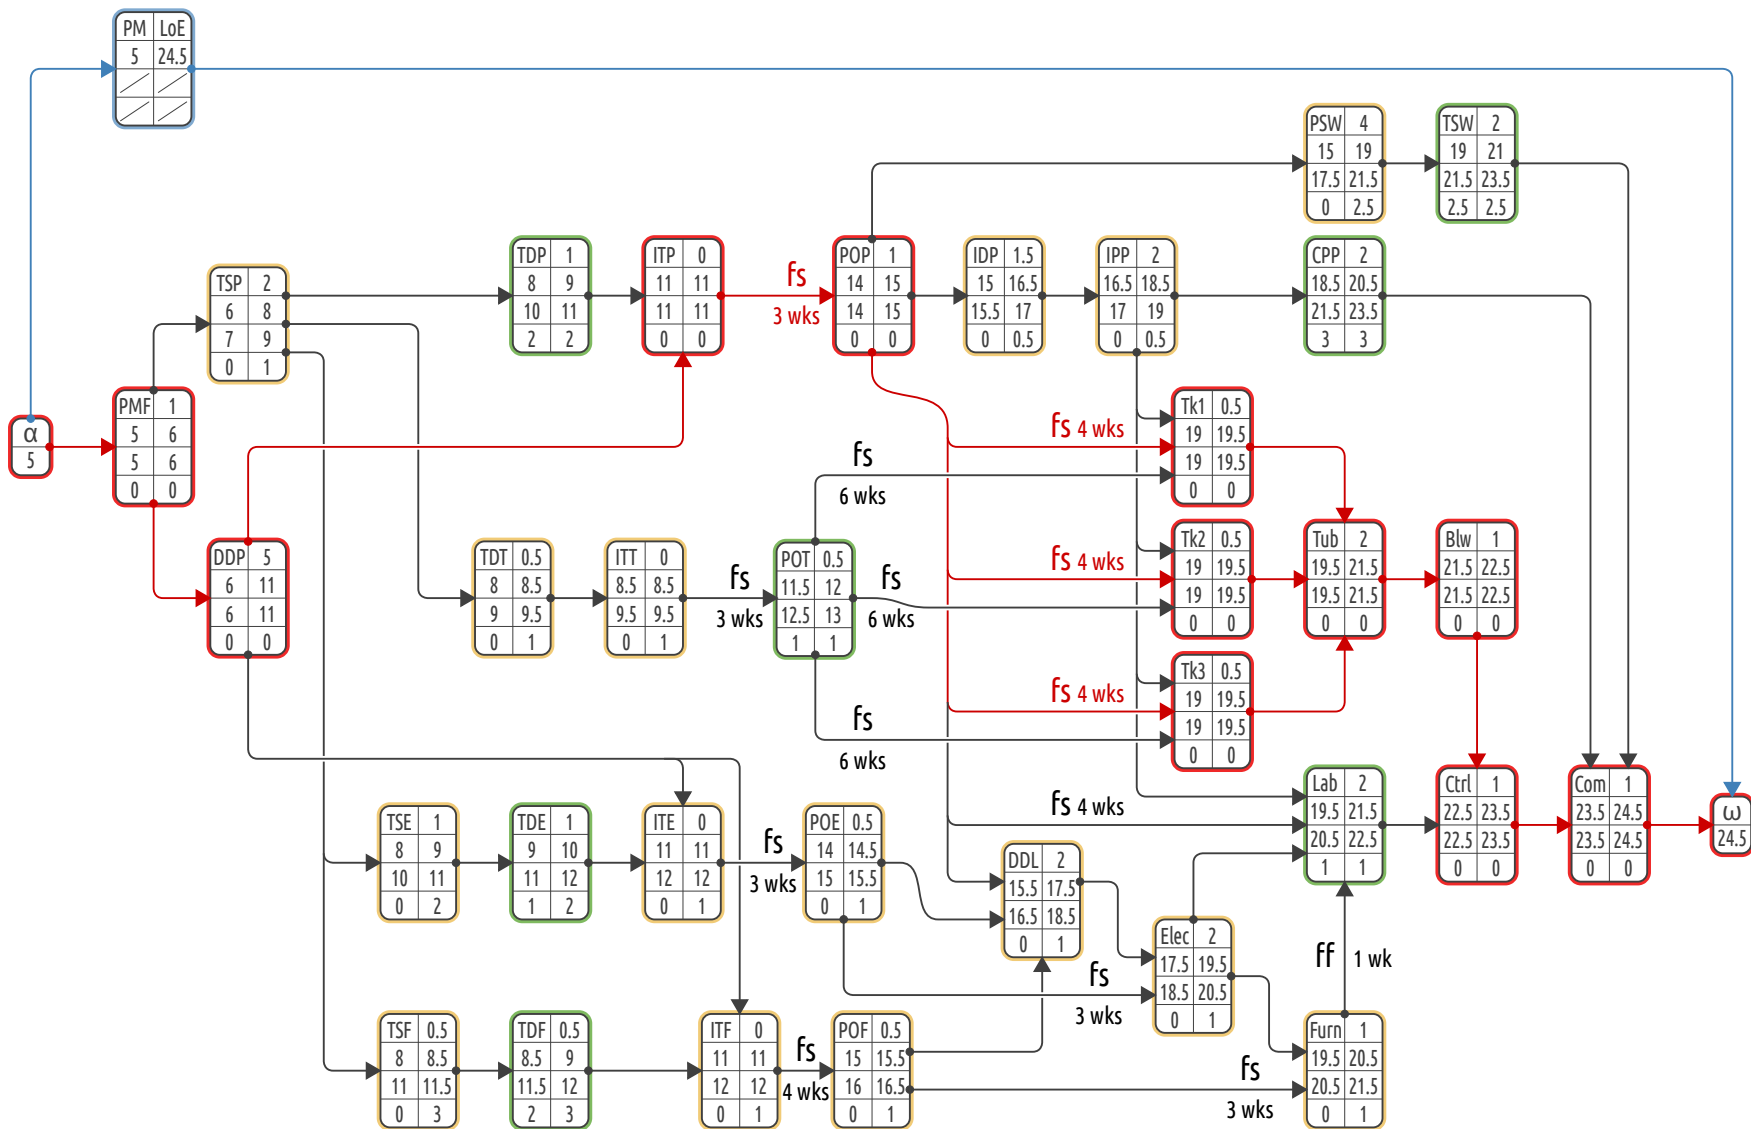 PM LoE
5 24.5
PSW 4
15 19
17.5 21.5
0 2.5
TSW 2
19 21
21.5 23.5
2.5 2.5
TSP 2
6 8
7 9
0 1
TDP 1
8 9
10 11
2 2
ITP 0
11 11
11 11
0 0
fs
3 wks
POP 1
14 15
14 15
0 0
IDP 1.5
15 16.5
15.5 17
0 0.5
IPP 2
16.5 18.5
17 19
0 0.5
CPP 2
18.5 20.5
21.5 23.5
3 3
α
5
PMF 1
5 6
5 6
0 0
fs 4 wks
Tk1 0.5
19 19.5
19 19.5
0 0
fs
6 wks
DDP 5
6 11
6 11
0 0
TDT 0.5
8 8.5
9 9.5
0 1
ITT 0
8.5 8.5
9.5 9.5
0 1
fs
3 wks
POT 0.5
11.5 12
12.5 13
1 1
fs
6 wks
fs 4 wks
Tk2 0.5
19 19.5
19 19.5
0 0
Tub 2
19.5 21.5
19.5 21.5
0 0
Blw 1
21.5 22.5
21.5 22.5
0 0
fs 4 wks
Tk3 0.5
19 19.5
19 19.5
0 0
fs
6 wks
TSE 1
8 9
10 11
0 2
TDE 1
9 10
11 12
1 2
ITE 0
11 11
12 12
0 1
fs
3 wks
POE 0.5
14 14.5
15 15.5
0 1
fs 4 wks
DDL 2
15.5 17.5
16.5 18.5
0 1
Lab 2
19.5 21.5
20.5 22.5
1 1
Ctrl 1
22.5 23.5
22.5 23.5
0 0
Com 1
23.5 24.5
23.5 24.5
0 0
ω
24.5
fs
3 wks
Elec 2
17.5 19.5
18.5 20.5
0 1
ff 1 wk
TSF 0.5
8 8.5
11 11.5
0 3
TDF 0.5
8.5 9
11.5 12
2 3
ITF 0
11 11
12 12
0 1
fs
4 wks
POF 0.5
15 15.5
16 16.5
0 1
fs
3 wks
Furn 1
19.5 20.5
20.5 21.5
0 1